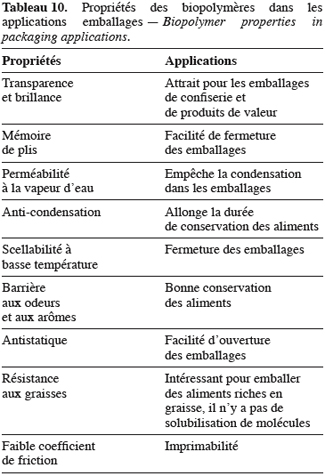 Tableau 10. Propriétés des biopolymères dans les
applications emballages — Biopolymer properties in
packaging applications.
Propriétés Applications
Transparence Attrait pour les emballages
et brillance de confiserie et
de produits de valeur
Mémoire Facilité de fermeture
de plis des emballages
Perméabilité Empêche la condensation
à la vapeur d’eau dans les emballages
Anti-condensation Allonge la durée
de conservation des aliments
Scellabilité à Fermeture des emballages
basse température
Barrière Bonne conservation
aux odeurs des aliments
et aux arômes
Antistatique Facilité d’ouverture
des emballages
Résistance Intéressant pour emballer
aux graisses des aliments riches en
graisse, il n’y a pas de
solubilisation de molécules
Faible coefficient Imprimabilité
de friction